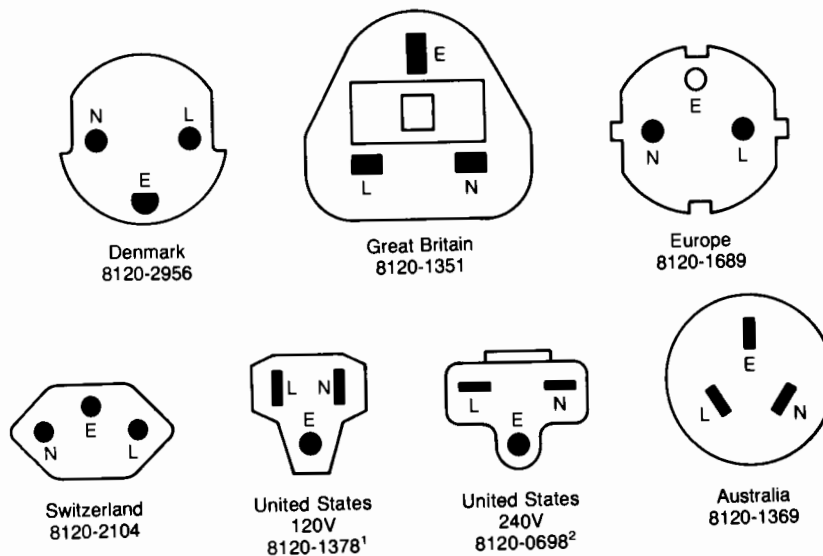 N L
E
Denmark
8120-2956
E
L N
Great Britain
8120-1351
E
N L
Europe
8120-1689
N E L
Switzerland
8120-2104
L N
E
United States
120V
8120-1378¹
L N
E
United States
240V
8120-0698²
E
L N
Australia
8120-1369